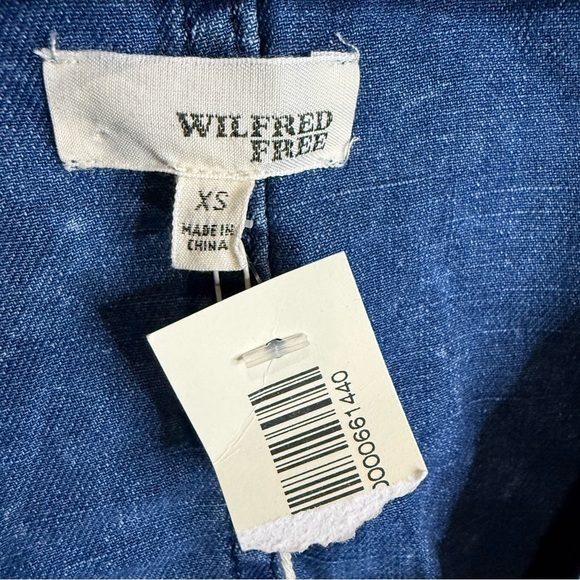 WILFRED
FREE
XS
MADE IN
CHINA
0000661440